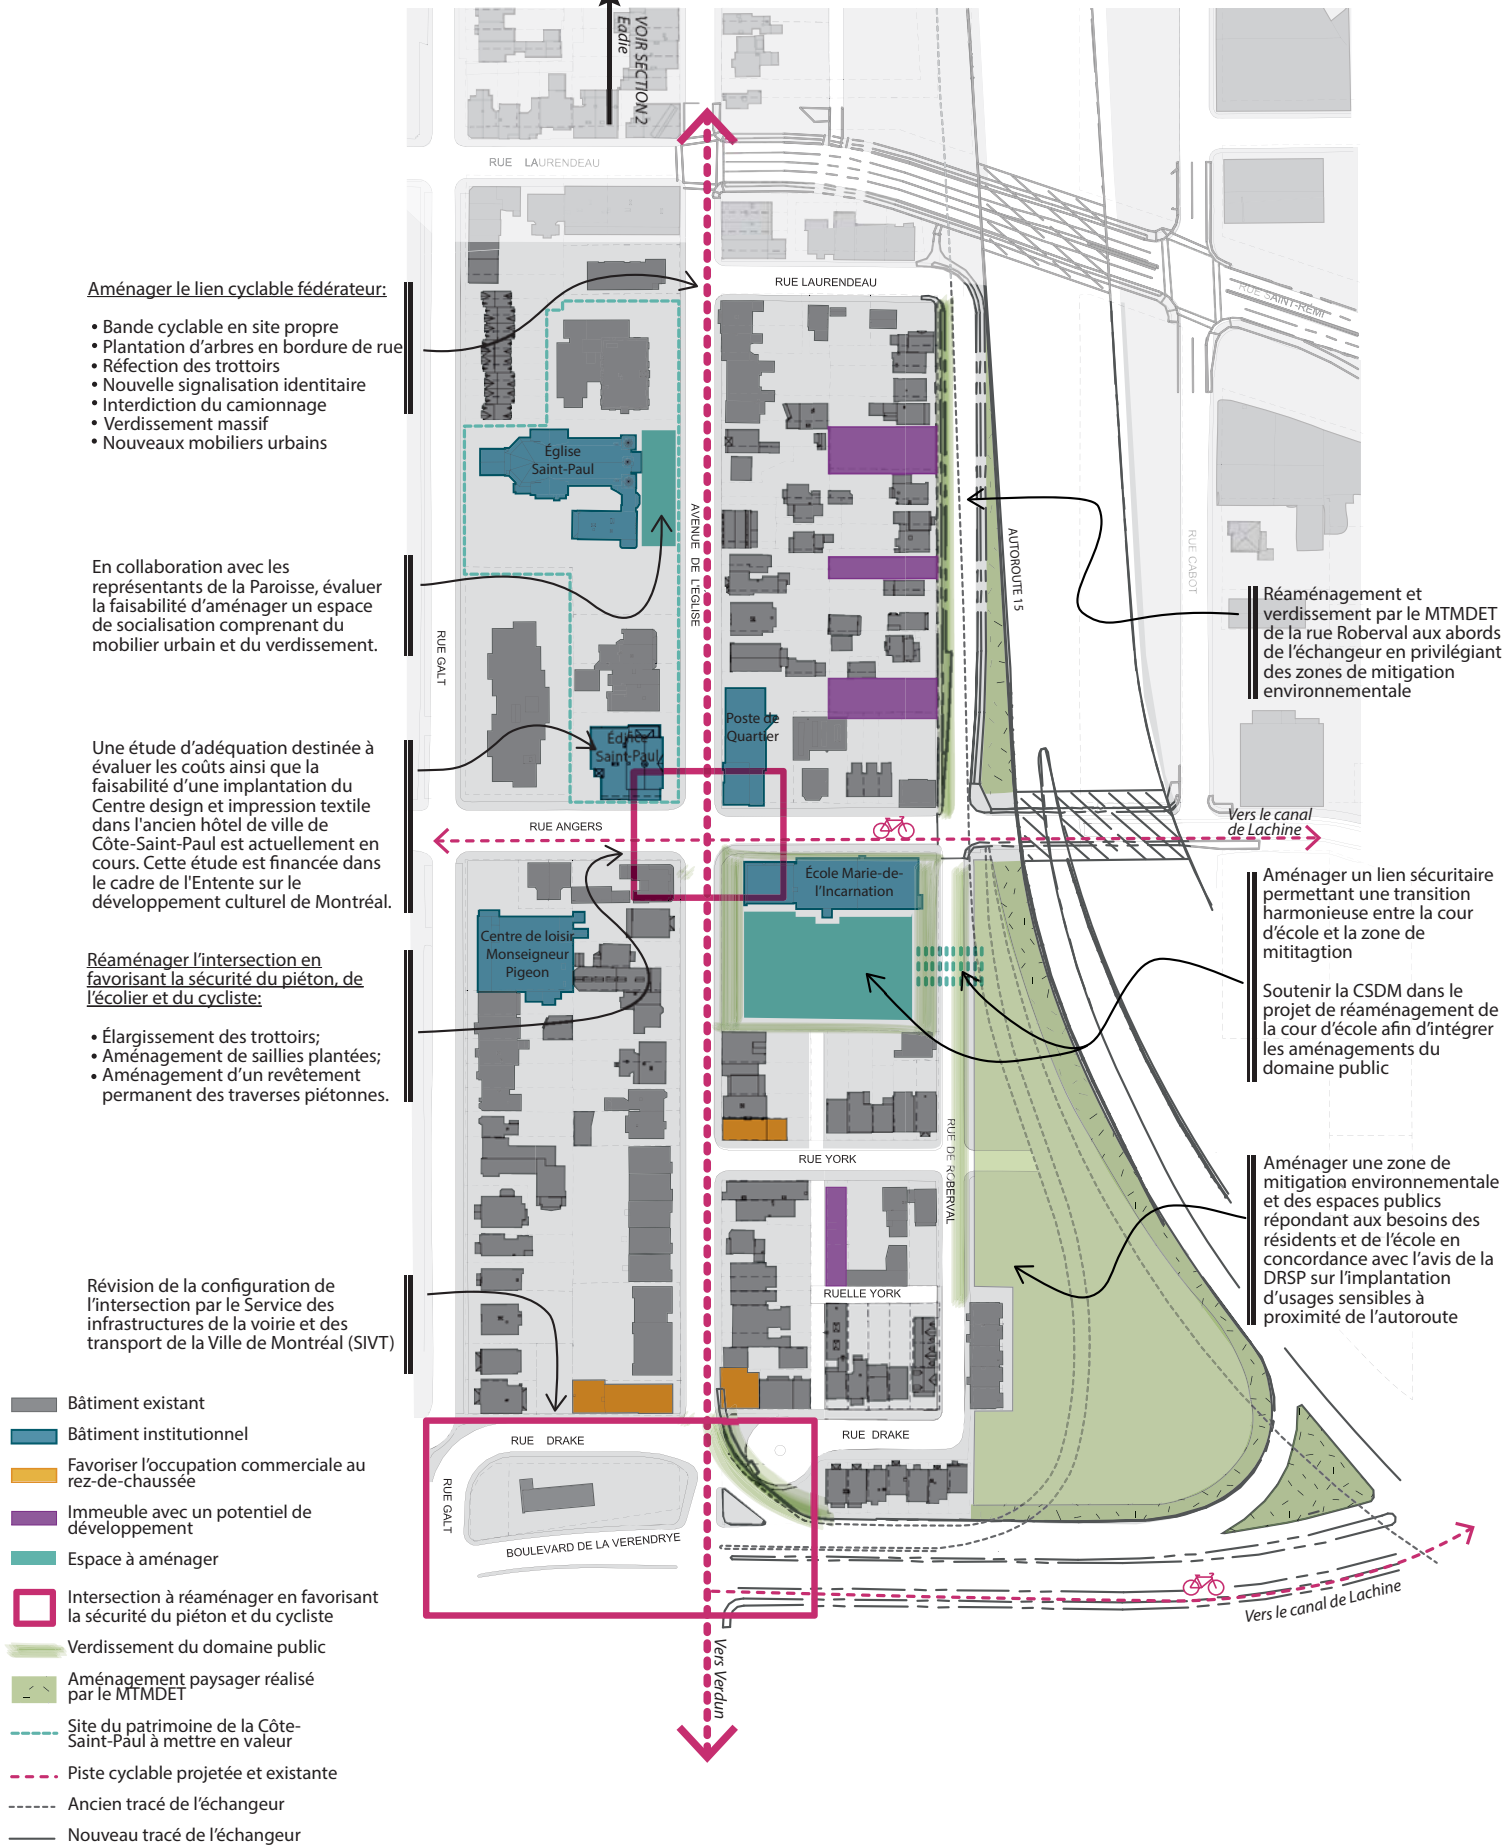 VOIR SECTION 2
Eadie
RUE LAURENDEAU
RUE LAURENDEAU
RUE SAINT-RÉMI
Aménager le lien cyclable fédérateur:
• Bande cyclable en site propre
• Plantation d'arbres en bordure de rue
• Réfection des trottoirs
• Nouvelle signalisation identitaire
• Interdiction du camionnage
• Verdissement massif
• Nouveaux mobiliers urbains
Église
Saint-Paul
AVENUE DE L'EGLISE
AUTOROUTE 15
RUE CABOT
En collaboration avec les
représentants de la Paroisse, évaluer
la faisabilité d'aménager un espace
de socialisation comprenant du
mobilier urbain et du verdissement.
RUE GALT
Réaménagement et
verdissement par le MTMDET
de la rue Roberval aux abords
de l'échangeur en privilégiant
des zones de mitigation
environnementale
Poste de
Quartier
Édifice
Saint-Paul
Une étude d'adéquation destinée à
évaluer les coûts ainsi que la
faisabilité d'une implantation du
Centre design et impression textile
dans l'ancien hôtel de ville de
Côte-Saint-Paul est actuellement en
cours. Cette étude est financée dans
le cadre de l'Entente sur le
développement culturel de Montréal.
RUE ANGERS
Vers le canal
de Lachine
École Marie-de-
l'Incarnation
Aménager un lien sécuritaire
permettant une transition
harmonieuse entre la cour
d'école et la zone de
mititagtion
Soutenir la CSDM dans le
projet de réaménagement de
la cour d'école afin d'intégrer
les aménagements du
domaine public
Centre de loisir
Monseigneur
Pigeon
Réaménager l'intersection en
favorisant la sécurité du piéton, de
l'écolier et du cycliste:
• Élargissement des trottoirs;
• Aménagement de saillies plantées;
• Aménagement d'un revêtement
permanent des traverses piétonnes.
RUE YORK
RUE DE ROBERVAL
Aménager une zone de
mitigation environnementale
et des espaces publics
répondant aux besoins des
résidents et de l'école en
concordance avec l'avis de la
DRSP sur l'implantation
d'usages sensibles à
proximité de l'autoroute
RUELLE YORK
Révision de la configuration de
l'intersection par le Service des
infrastructures de la voirie et des
transport de la Ville de Montréal (SIVT)
RUE DRAKE
RUE DRAKE
RUE GALT
BOULEVARD DE LA VERENDRYE
Vers le canal de Lachine
Vers Verdun
Bâtiment existant
Bâtiment institutionnel
Favoriser l'occupation commerciale au
rez-de-chaussée
Immeuble avec un potentiel de
développement
Espace à aménager
Intersection à réaménager en favorisant
la sécurité du piéton et du cycliste
Verdissement du domaine public
Aménagement paysager réalisé
par le MTMDET
Site du patrimoine de la Côte-
Saint-Paul à mettre en valeur
Piste cyclable projetée et existante
Ancien tracé de l'échangeur
Nouveau tracé de l'échangeur